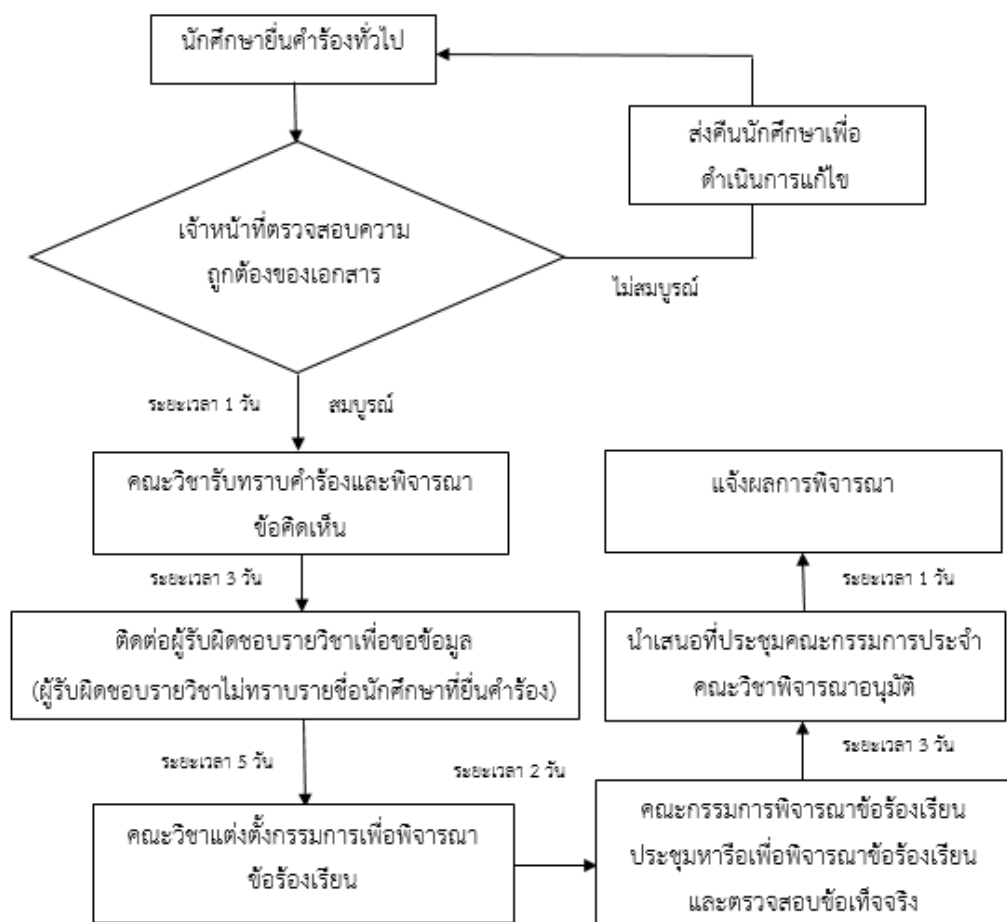 นักศึกษายื่นคำร้องทั่วไป
ส่งคืนนักศึกษาเพื่อ
ดำเนินการแก้ไข
เจ้าหน้าที่ตรวจสอบความ
ถูกต้องของเอกสาร
ไม่สมบูรณ์
ระยะเวลา 1 วัน
สมบูรณ์
คณะวิชารับทราบคำร้องและพิจารณา
ข้อคิดเห็น
ระยะเวลา 3 วัน
ติดต่อผู้รับผิดชอบรายวิชาเพื่อขอข้อมูล
(ผู้รับผิดชอบรายวิชาไม่ทราบรายชื่อนักศึกษาที่ยื่นคำร้อง)
ระยะเวลา 5 วัน
คณะวิชาแต่งตั้งกรรมการเพื่อพิจารณา
ข้อร้องเรียน
ระยะเวลา 2 วัน
คณะกรรมการพิจารณาข้อร้องเรียน
ประชุมหารือเพื่อพิจารณาข้อร้องเรียน
และตรวจสอบข้อเท็จจริง
ระยะเวลา 3 วัน
นำเสนอที่ประชุมคณะกรรมการประจำ
คณะวิชาพิจารณาอนุมัติ
ระยะเวลา 1 วัน
แจ้งผลการพิจารณา